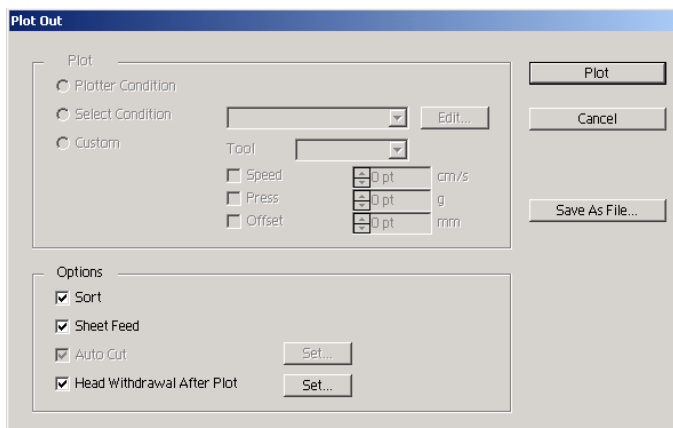 Plot Out
Plot
Plotter Condition
Select Condition
Edit...
Custom
Tool
Speed
0 pt
cm/s
Press
0 pt
g
Offset
0 pt
mm
Plot
Cancel
Save As File...
Options
Sort
Sheet Feed
Auto Cut
Set...
Head Withdrawal After Plot
Set...